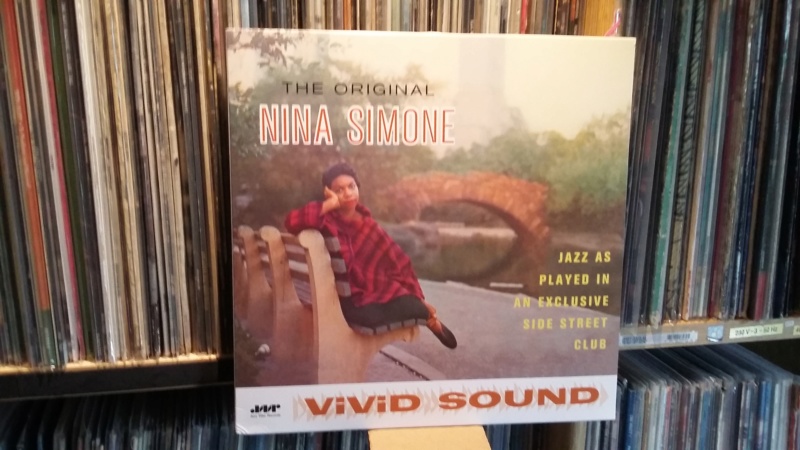 THE ORIGINAL
NINA SIMONE
JAZZ AS
PLAYED IN
AN EXCLUSIVE
SIDE STREET
CLUB
ViViD SOUND